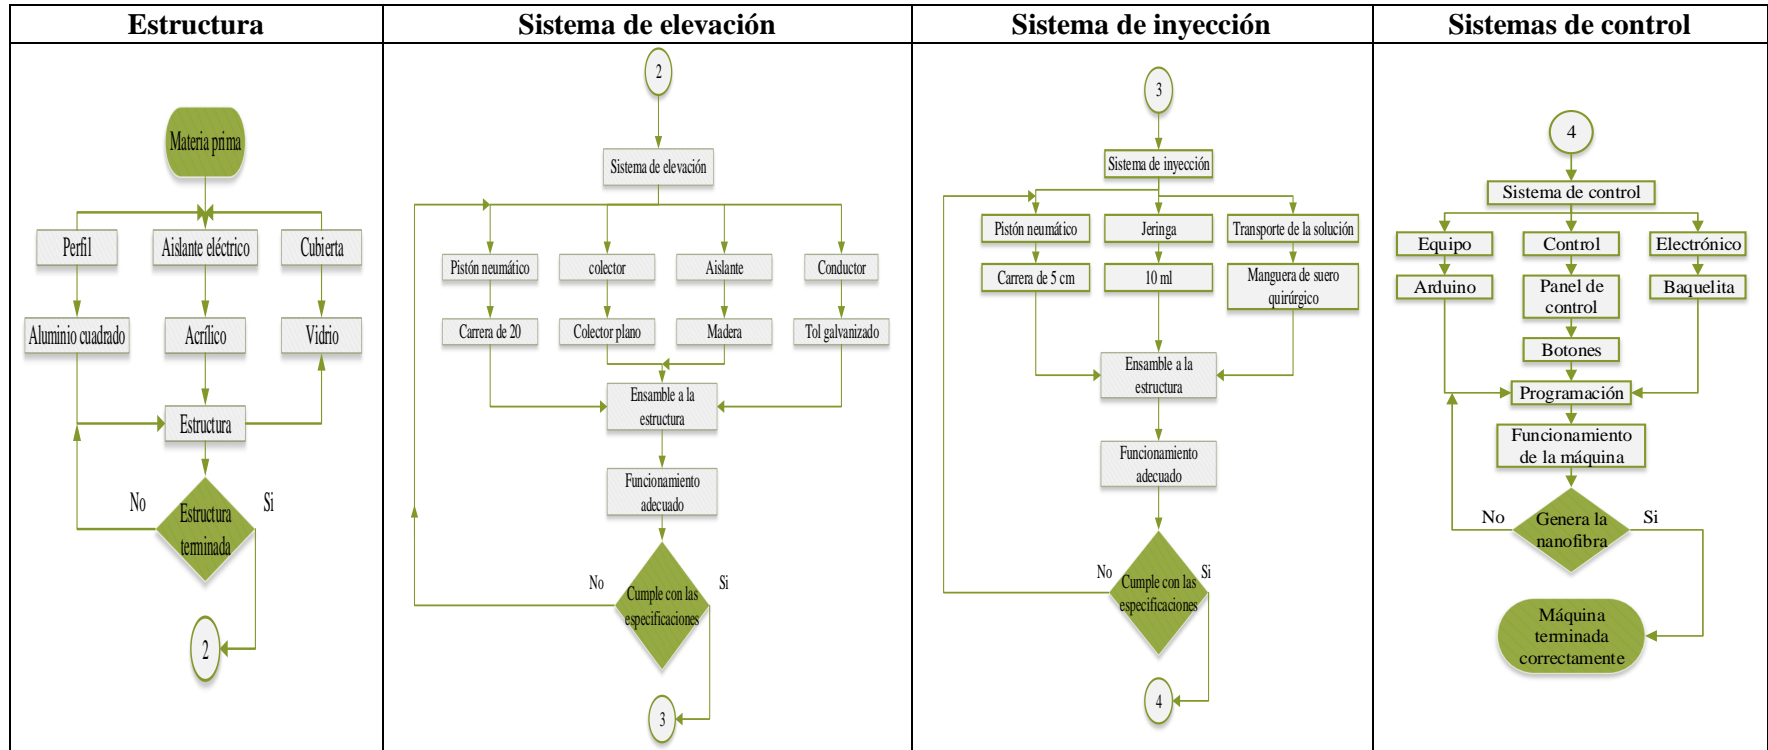 Estructura
Materia prima
Perfil
Aislante eléctrico
Cubierta
Aluminio cuadrado
Acrílico
Vidrio
Estructura
No
Si
Estructura
terminada
2
Sistema de elevación
2
Sistema de elevación
Pistón neumático
colector
Aislante
Conductor
Carrera de 20
Colector plano
Madera
Tol galvanizado
Ensamble a la
estructura
Funcionamiento
adecuado
No
Si
Cumple con las
especificaciones
3
Sistema de inyección
3
Sistema de inyección
Pistón neumático
Jeringa
Transporte de la solución
Carrera de 5 cm
10 ml
Manguera de suero
quirúrgico
Ensamble a la
estructura
Funcionamiento
adecuado
No
Si
Cumple con las
especificaciones
4
Sistemas de control
4
Sistema de control
Equipo
Control
Electrónico
Arduino
Panel de
control
Baquelita
Botones
Programación
Funcionamiento
de la máquina
No
Si
Genera la
nanofibra
Máquina
terminada
correctamente